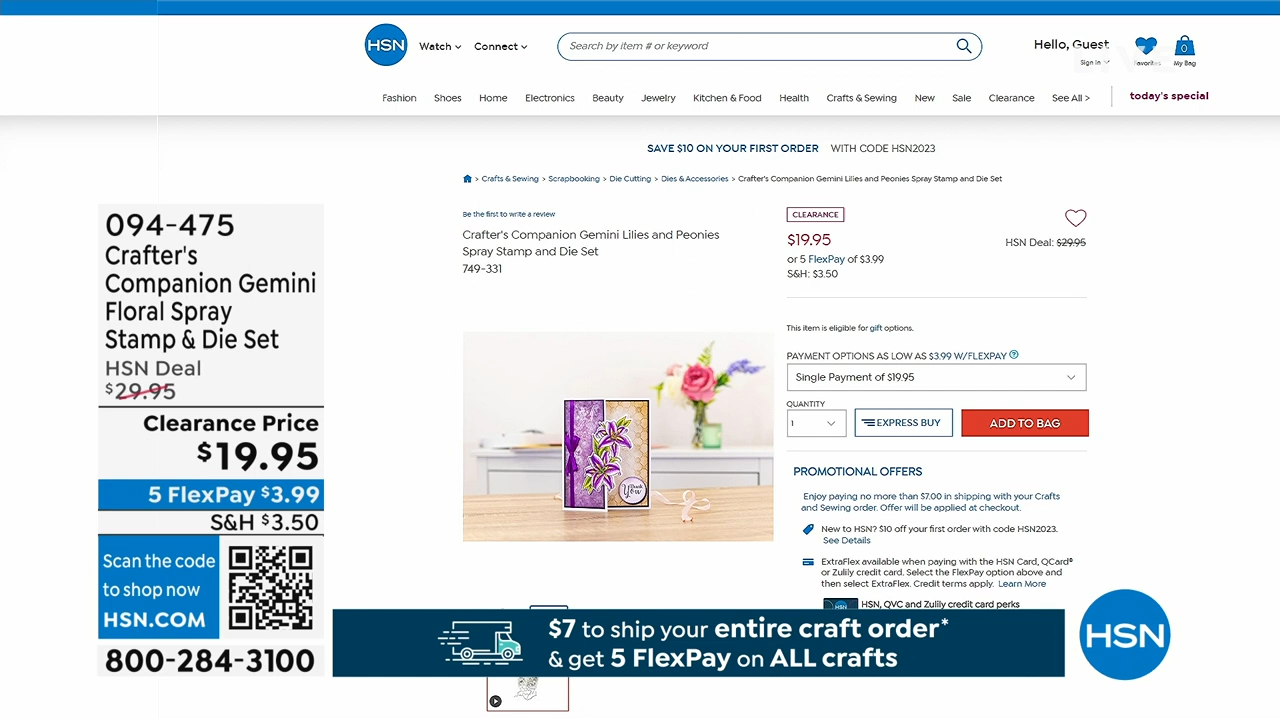 HSN
Watch
Connect
Search by item # or keyword
Hello, Guest
Sign In
Favorites
0
My Bag
Fashion
Shoes
Home
Electronics
Beauty
Jewelry
Kitchen & Food
Health
Crafts & Sewing
New
Sale
Clearance
See All >
today's special
SAVE $10 ON YOUR FIRST ORDER WITH CODE HSN2023
> Crafts & Sewing > Scrapbooking > Die Cutting > Dies & Accessories > Crafter's Companion Gemini Lilies and Peonies Spray Stamp and Die Set
094-475
Crafter's
Companion Gemini
Floral Spray
Stamp & Die Set
HSN Deal
$29.95
Clearance Price
$19.95
5 FlexPay $3.99
S&H $3.50
Scan the code
to shop now
HSN.COM
800-284-3100
Be the first to write a review
Crafter's Companion Gemini Lilies and Peonies
Spray Stamp and Die Set
749-331
Thank
You
CLEARANCE
$19.95
HSN Deal: $29.95
or 5 FlexPay of $3.99
S&H: $3.50
This item is eligible for gift options.
PAYMENT OPTIONS AS LOW AS $3.99 W/FLEXPAY
Single Payment of $19.95
QUANTITY
1
EXPRESS BUY
ADD TO BAG
PROMOTIONAL OFFERS
Enjoy paying no more than $7.00 in shipping with your Crafts
and Sewing order. Offer will be applied at checkout.
New to HSN? $10 off your first order with code HSN2023.
See Details
ExtraFlex available when paying with the HSN Card, QCard®
or Zulily credit card. Select the FlexPay option above and
then select ExtraFlex. Credit terms apply. Learn More
HSN
HSN, QVC and Zulily credit card perks
$7 to ship your entire craft order*
& get 5 FlexPay on ALL crafts
HSN